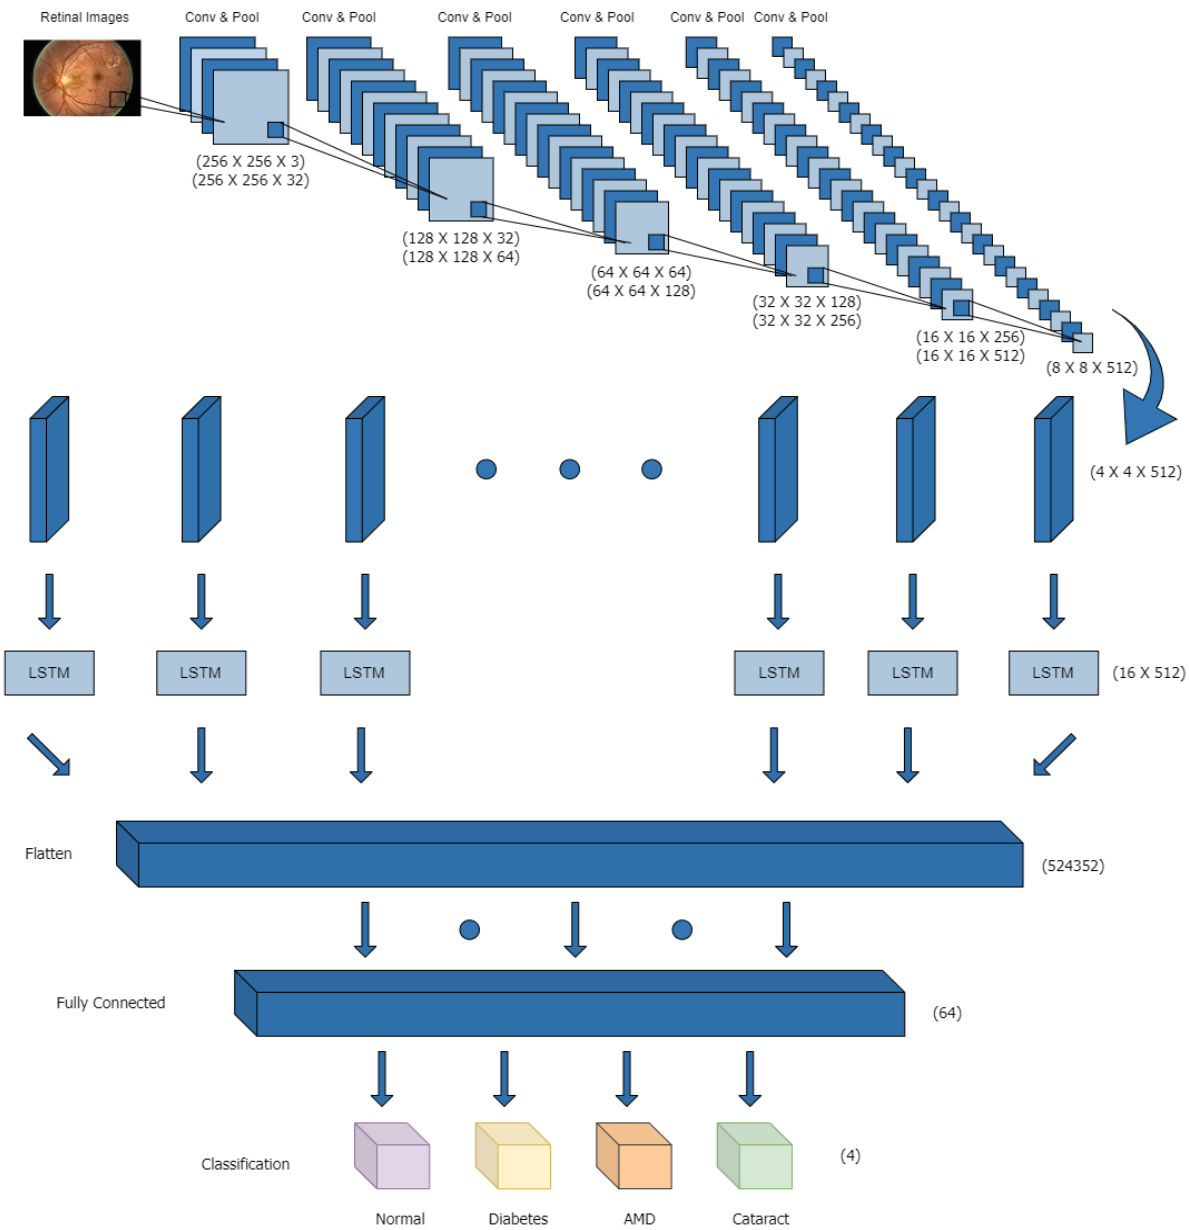 Retinal Images
Conv & Pool
Conv & Pool
Conv & Pool
Conv & Pool
Conv & Pool
Conv & Pool
(256 X 256 X 3)
(256 X 256 X 32)
(128 X 128 X 32)
(128 X 128 X 64)
(64 X 64 X 64)
(64 X 64 X 128)
(32 X 32 X 128)
(32 X 32 X 256)
(16 X 16 X 256)
(16 X 16 X 512)
(8 X 8 X 512)
(4 X 4 X 512)
LSTM
LSTM
LSTM
LSTM
LSTM
LSTM
(16 X 512)
Flatten
(524352)
Fully Connected
(64)
Classification
(4)
Normal
Diabetes
AMD
Cataract